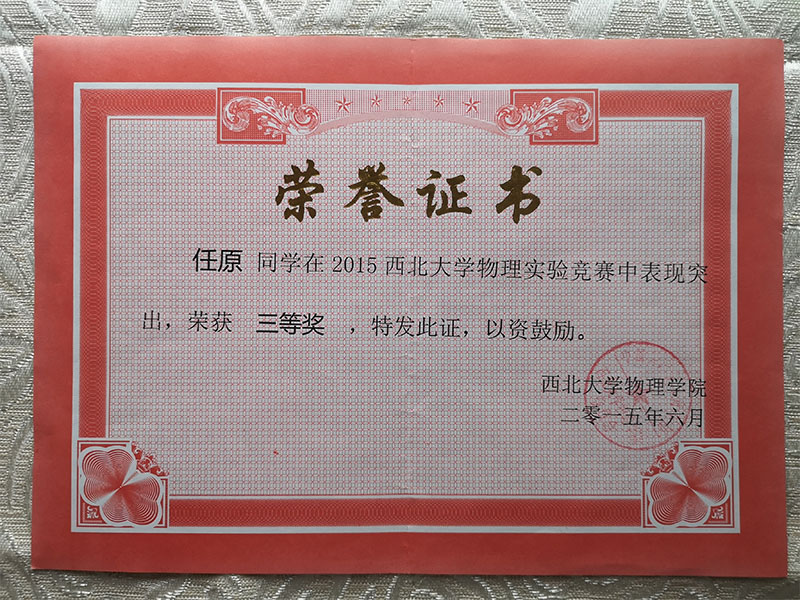 荣誉证书
任原 同学在 2015 西北大学物理实验竞赛中表现突
出，荣获 三等奖 ，特发此证，以资鼓励。
西北大学物理学院
二零一五年六月